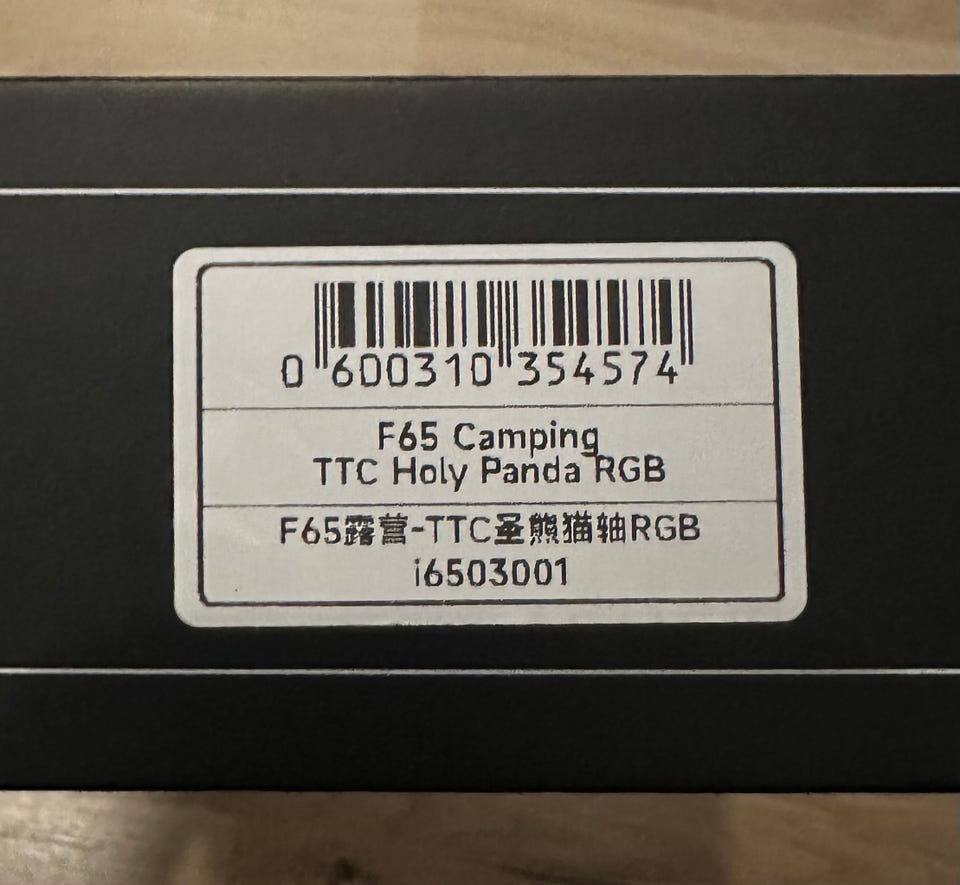 0 600310 354574
F65 Camping
TTC Holy Panda RGB
F65露营-TTC圣熊猫轴RGB
i6503001